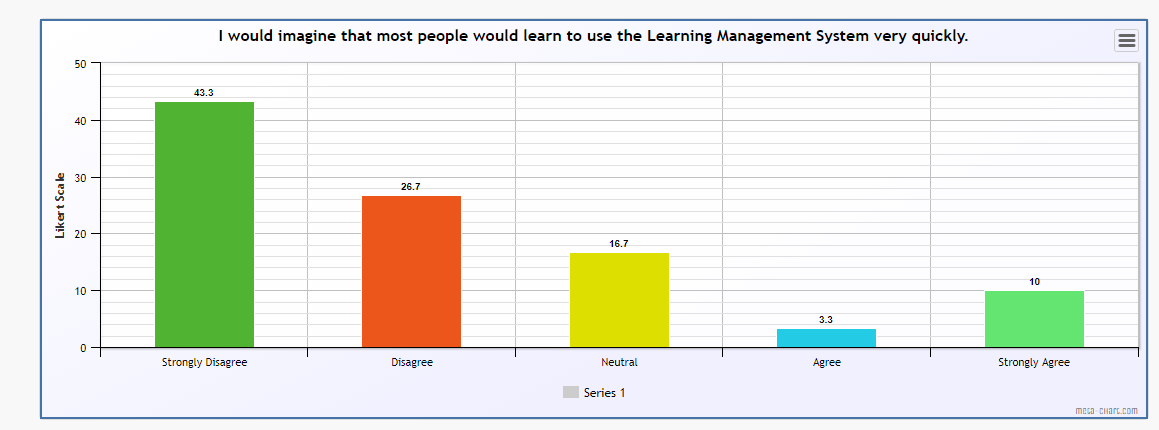 I would imagine that most people would learn to use the Learning Management System very quickly.
50
40
30
20
10
0
Likert Scale
43.3
26.7
16.7
3.3
10
Strongly Disagree
Disagree
Neutral
Agree
Strongly Agree
Series 1
meta-chart.com